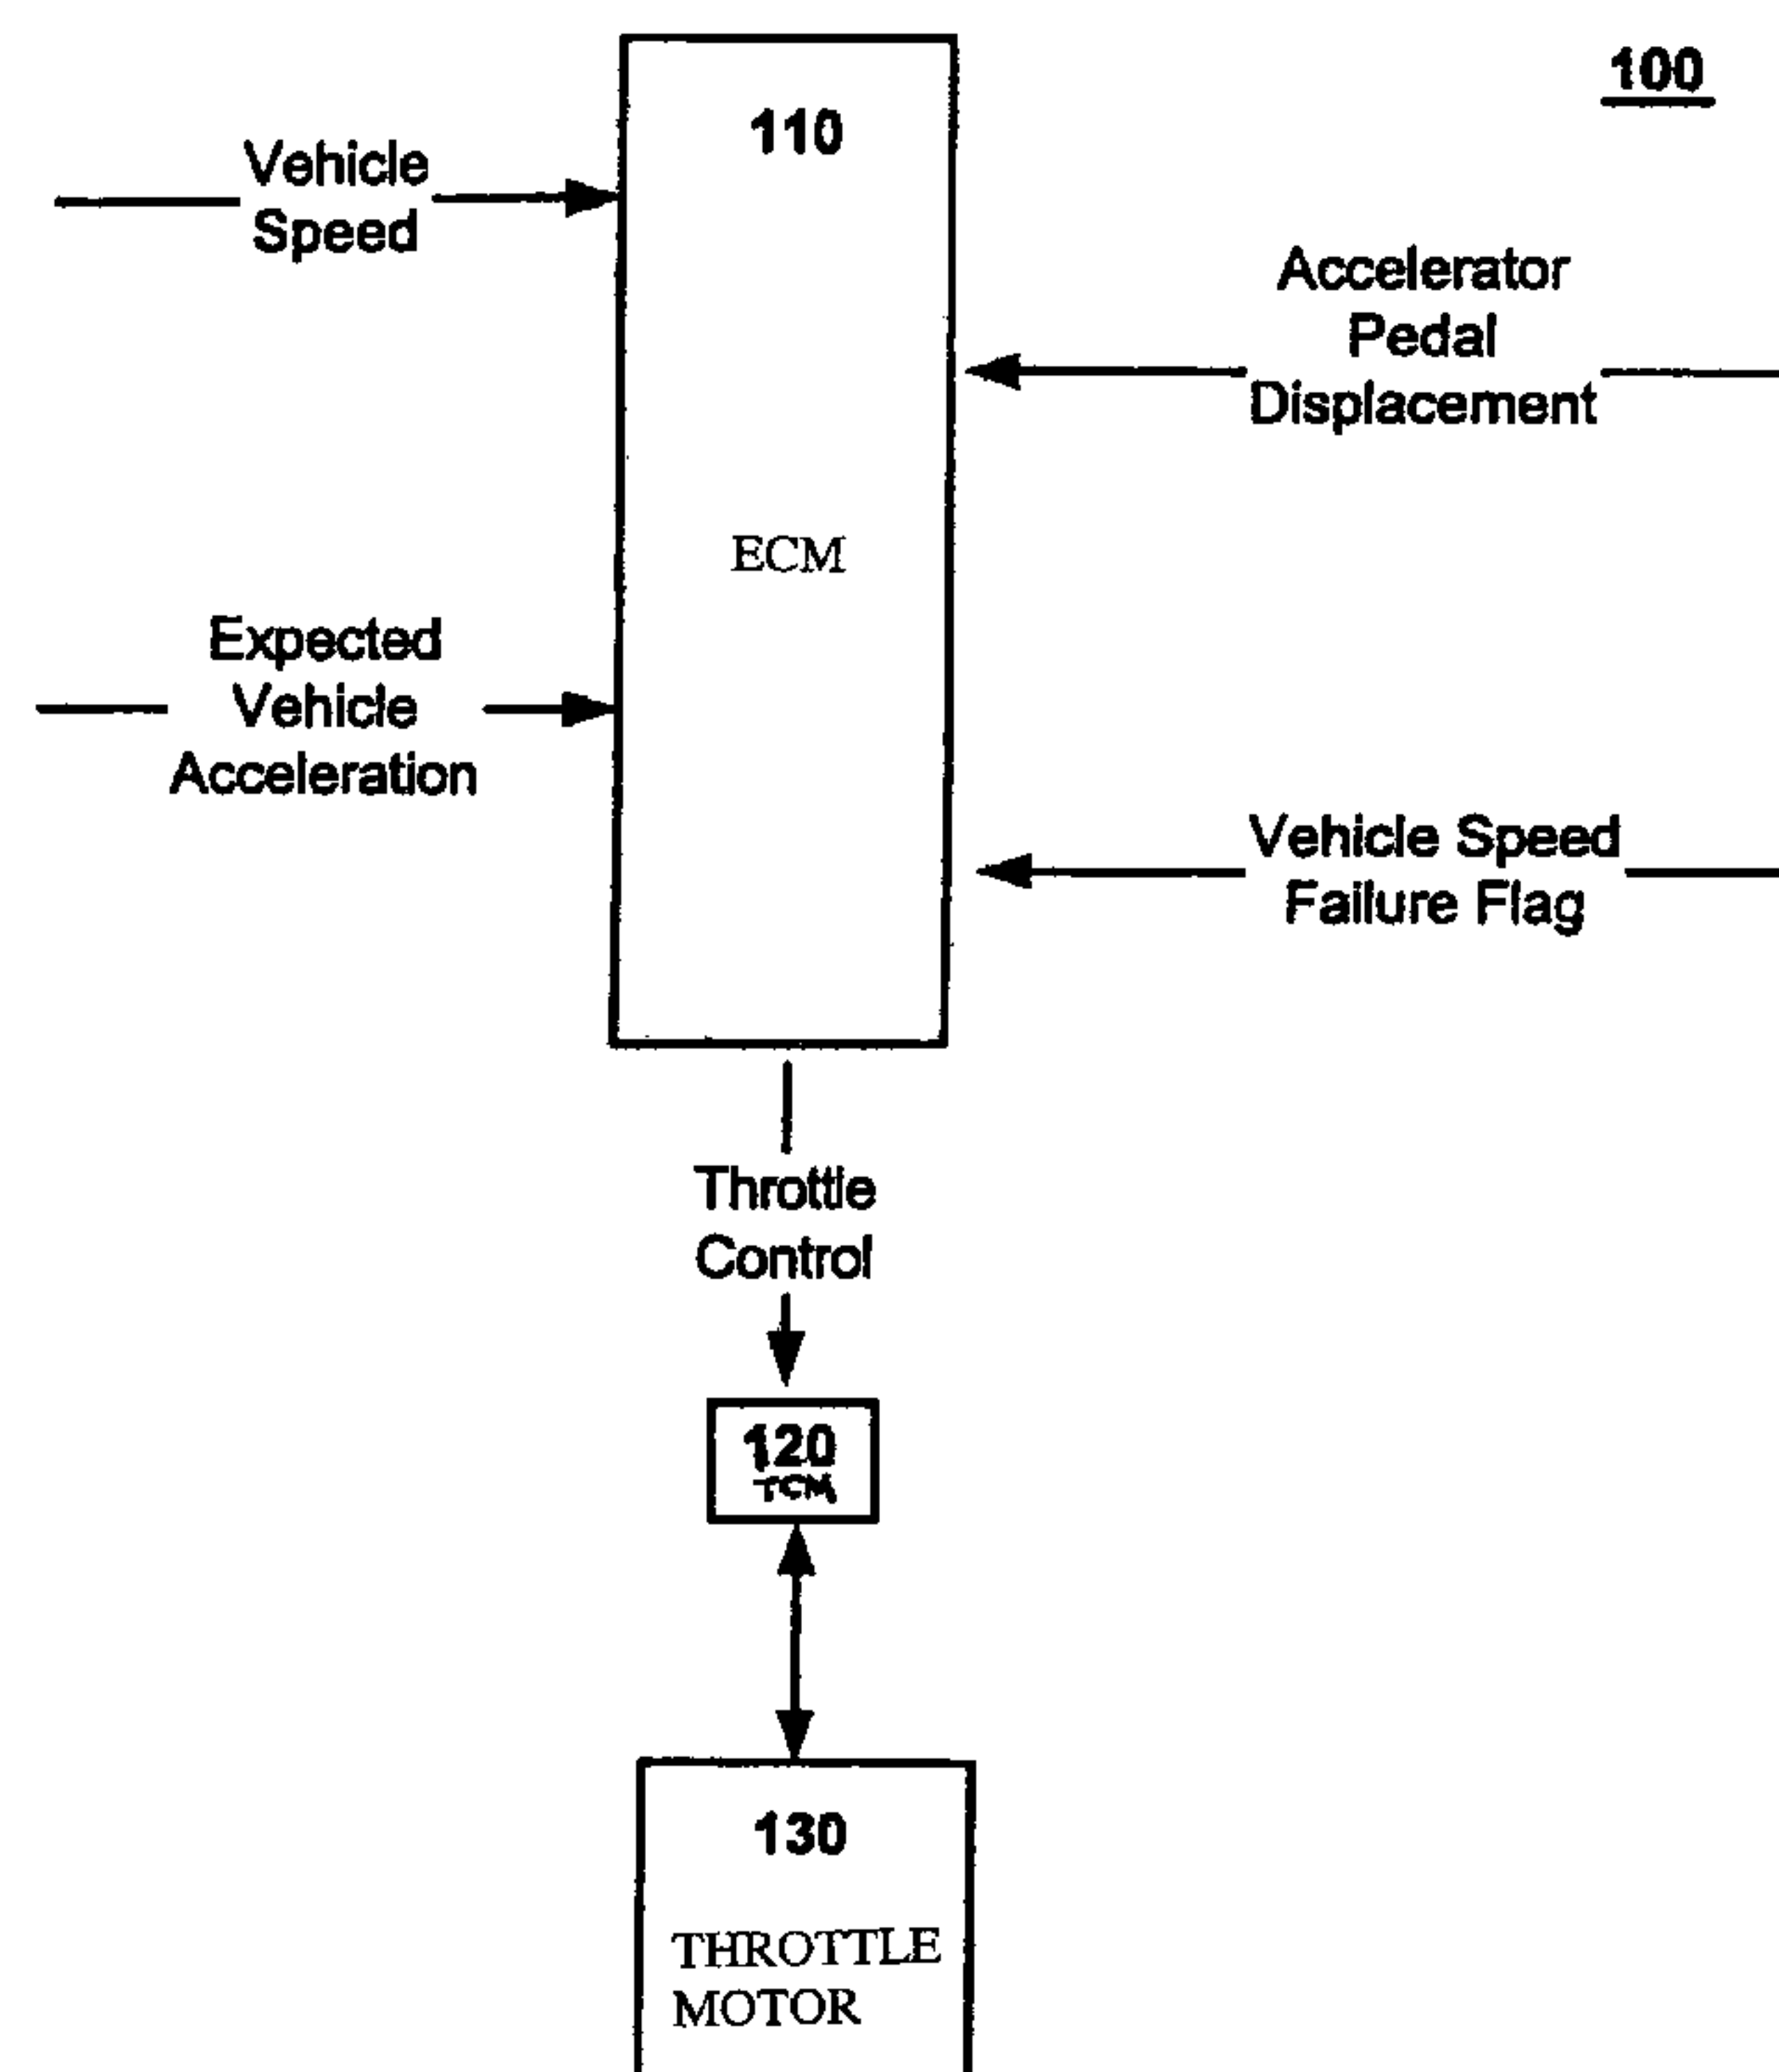 100
110
Vehicle
Speed
Accelerator
Pedal
Displacement
ECM
Expected
Vehicle
Acceleration
Vehicle Speed
Failure Flag
Throttle
Control
120
TCM
130
THROTTLE
MOTOR